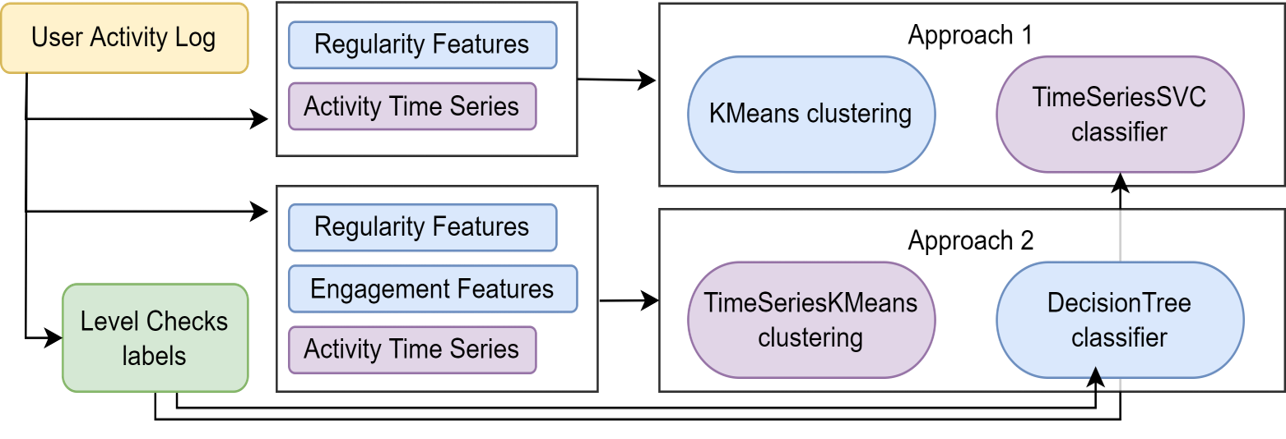 User Activity Log
Regularity Features
Activity Time Series
Approach 1
KMeans clustering
TimeSeriesSVC
classifier
Regularity Features
Engagement Features
Activity Time Series
Approach 2
TimeSeriesKMeans
clustering
DecisionTree
classifier
Level Checks
labels